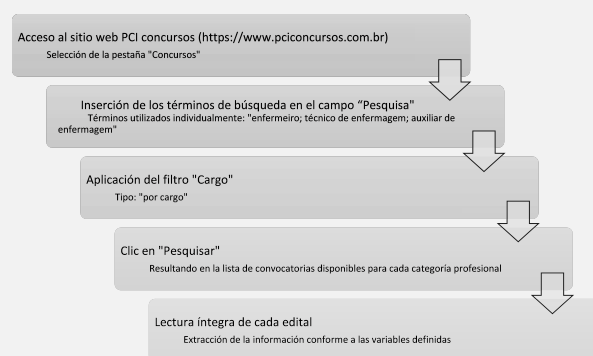 Acceso al sitio web PCI concursos (https://www.pciconcursos.com.br)
Selección de la pestaña "Concursos"
Inserción de los términos de búsqueda en el campo “Pesquisa"
Términos utilizados individualmente: "enfermeiro; técnico de enfermagem; auxiliar de
enfermagem"
Aplicación del filtro "Cargo"
Tipo: "por cargo"
Clic en "Pesquisar"
Resultando en la lista de convocatorias disponibles para cada categoría profesional
Lectura íntegra de cada edital
Extracción de la información conforme a las variables definidas